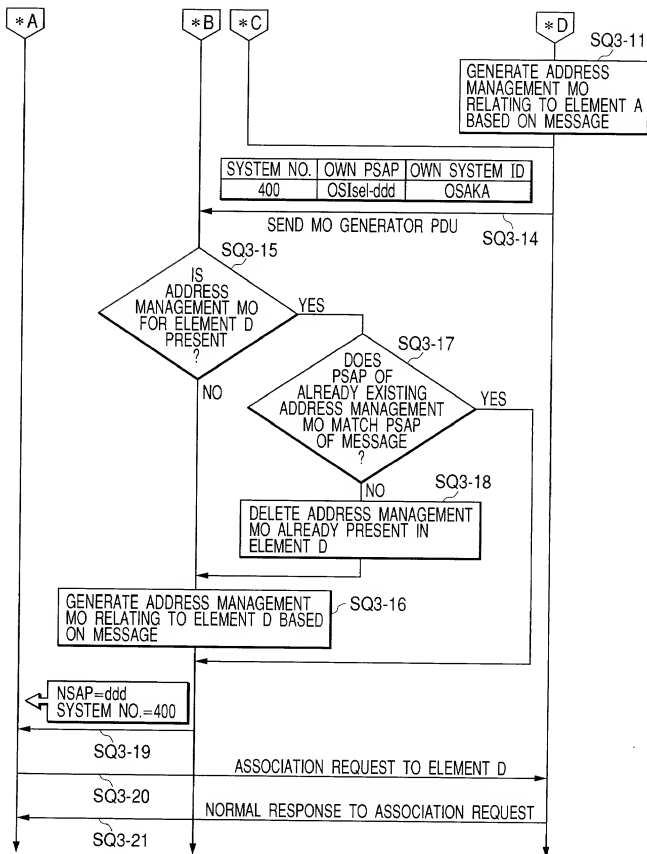 *A
*B
*C
*D
SQ3-11
GENERATE ADDRESS
MANAGEMENT MO
RELATING TO ELEMENT A
BASED ON MESSAGE
SYSTEM NO. OWN PSAP OWN SYSTEM ID
400 OSIsel-ddd OSAKA
SEND MO GENERATOR PDU
SQ3-14
SQ3-15
IS
ADDRESS
MANAGEMENT MO
FOR ELEMENT D
PRESENT
?
YES
NO
SQ3-17
DOES
PSAP OF
ALREADY EXISTING
ADDRESS MANAGEMENT
MO MATCH PSAP
OF MESSAGE
?
YES
NO
SQ3-18
DELETE ADDRESS MANAGEMENT
MO ALREADY PRESENT IN
ELEMENT D
GENERATE ADDRESS MANAGEMENT
MO RELATING TO ELEMENT D BASED
ON MESSAGE
SQ3-16
NSAP=ddd
SYSTEM NO.=400
SQ3-19
ASSOCIATION REQUEST TO ELEMENT D
SQ3-20
NORMAL RESPONSE TO ASSOCIATION REQUEST
SQ3-21